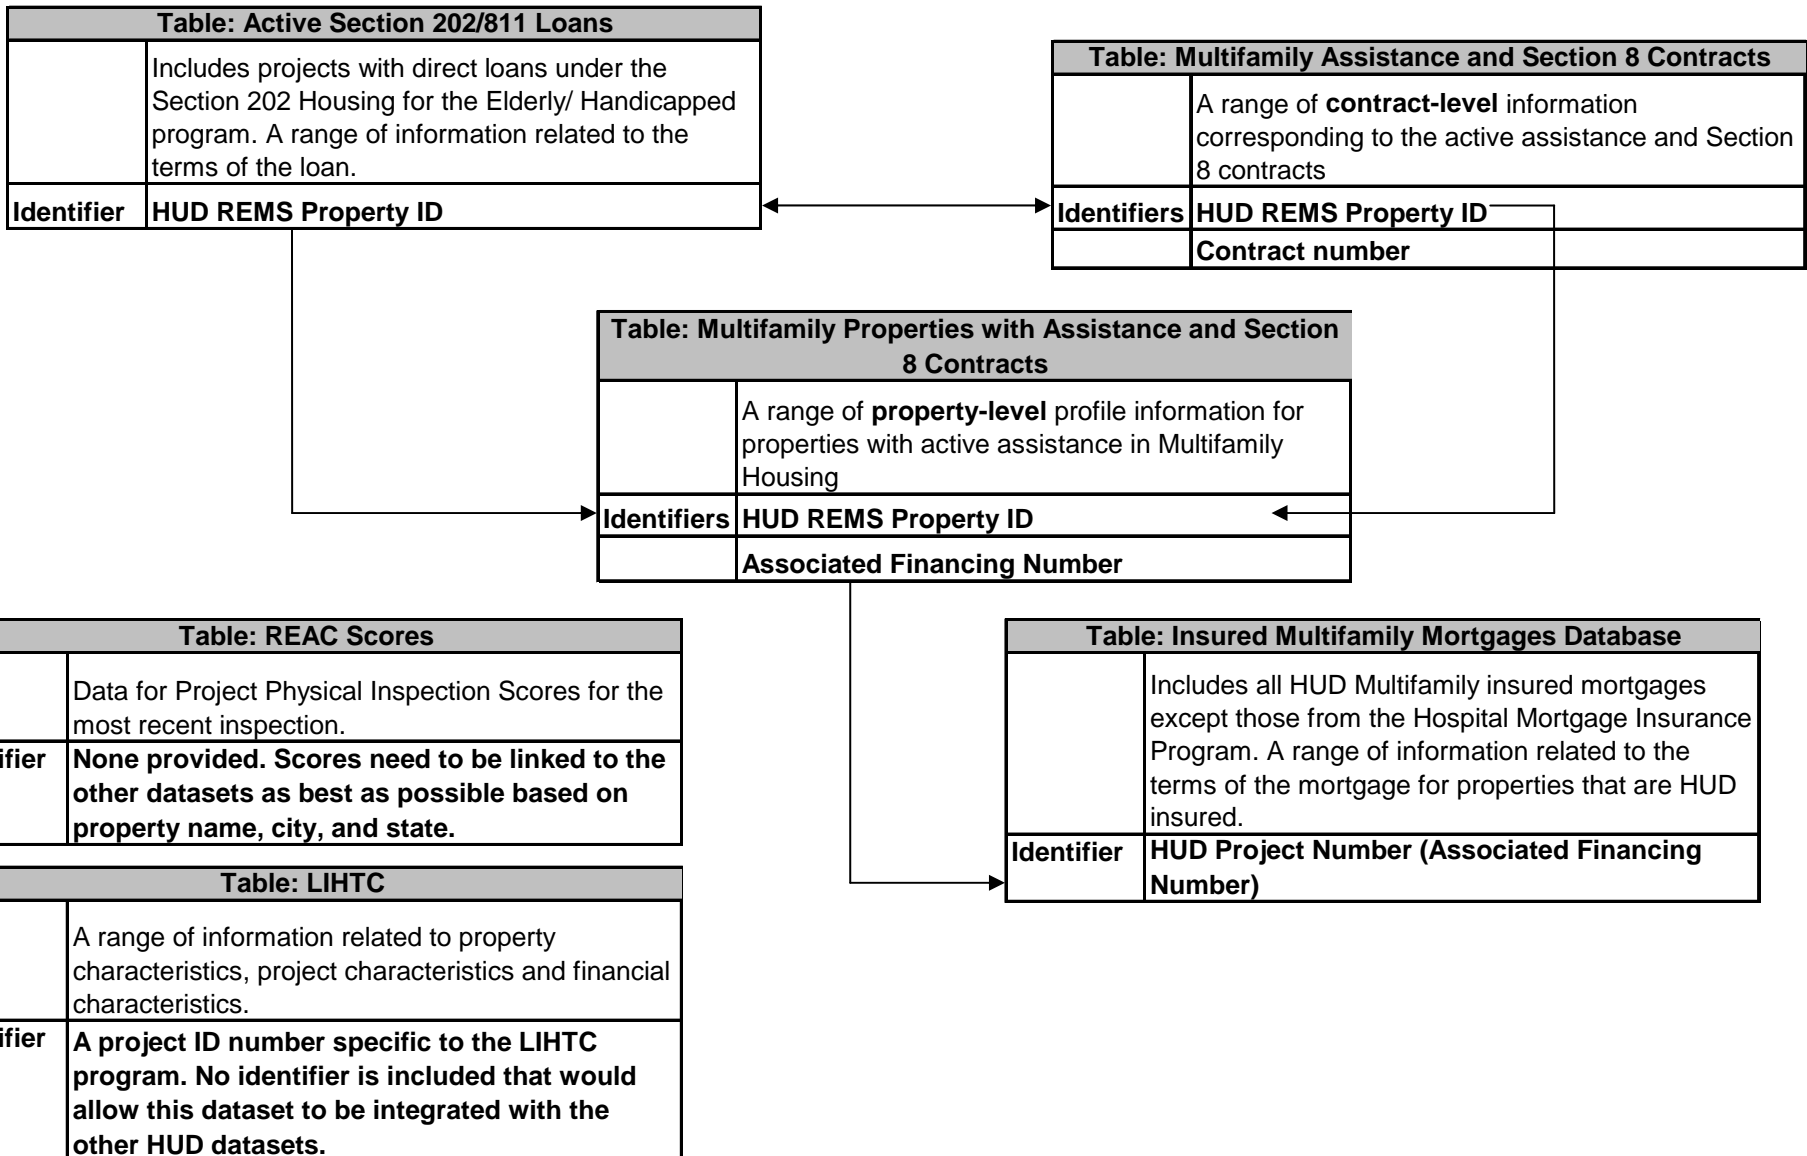 Table: Active Section 202/811 Loans
Includes projects with direct loans under the
Section 202 Housing for the Elderly/ Handicapped
program. A range of information related to the
terms of the loan.
Identifier HUD REMS Property ID
Table: Multifamily Assistance and Section 8 Contracts
A range of contract-level information
corresponding to the active assistance and Section
8 contracts
Identifiers HUD REMS Property ID
Contract number
Table: Multifamily Properties with Assistance and Section
8 Contracts
A range of property-level profile information for
properties with active assistance in Multifamily
Housing
Identifiers HUD REMS Property ID
Associated Financing Number
Table: REAC Scores
Data for Project Physical Inspection Scores for the
most recent inspection.
ifier None provided. Scores need to be linked to the
other datasets as best as possible based on
property name, city, and state.
Table: Insured Multifamily Mortgages Database
Includes all HUD Multifamily insured mortgages
except those from the Hospital Mortgage Insurance
Program. A range of information related to the
terms of the mortgage for properties that are HUD
insured.
Identifier HUD Project Number (Associated Financing
Number)
Table: LIHTC
A range of information related to property
characteristics, project characteristics and financial
characteristics.
ifier A project ID number specific to the LIHTC
program. No identifier is included that would
allow this dataset to be integrated with the
other HUD datasets.